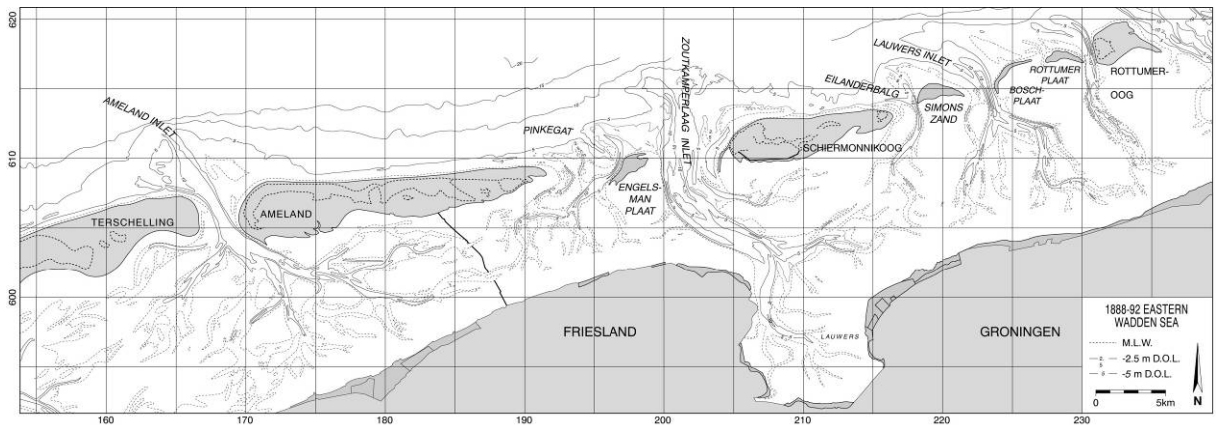 620
610
600
160
170
180
190
200
210
220
230
AMELAND INLET
TERSCHELLING
AMELAND
PINKEGAT
ENGELS-
MAN
PLAAT
ZOUTKAMPERLAAG INLET
SCHIERMONNIKOOG
EILANDERBALG
LAUWERS INLET
SIMONS
ZAND
BOSCH-
PLAAT
ROTTUMER
PLAAT
ROTTUMER-
OOG
FRIESLAND
LAUWERS
GRONINGEN
1888-92 EASTERN
WADDEN SEA
M.L.W.
-2.5 m D.O.L.
-5 m D.O.L.
0 5km
N